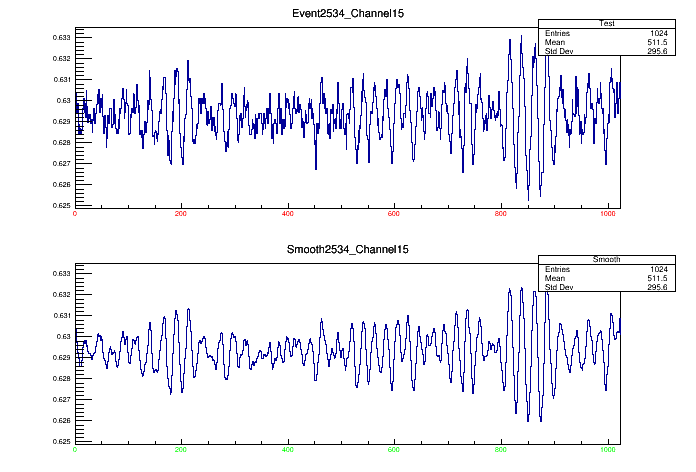 Event2534_Channel15
Test
Entries 1024
Mean 511.5
Std Dev 295.6
0.633
0.632
0.631
0.63
0.629
0.628
0.627
0.626
0.625
0 200 400 600 800 1000
Smooth2534_Channel15
Smooth
Entries 1024
Mean 511.5
Std Dev 295.6
0.633
0.632
0.631
0.63
0.629
0.628
0.627
0.626
0.625
0 200 400 600 800 1000